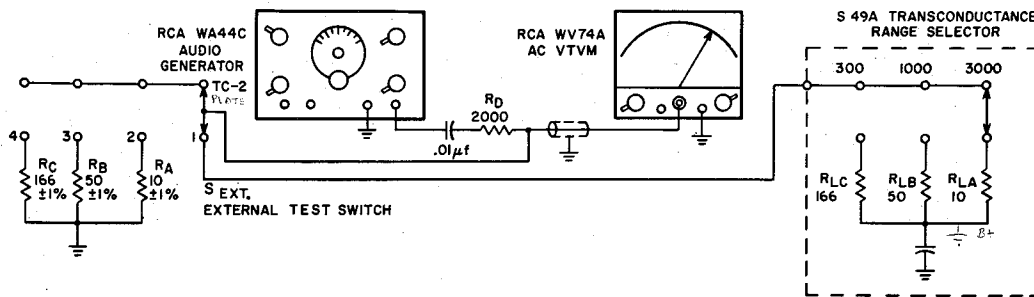 RCA WA44C
AUDIO
GENERATOR
RCA WV74A
AC VTVM
S 49A TRANSCONDUCTANCE
RANGE SELECTOR
300
1000
3000
TC-2
PLATE
RD
2000
.01µf
4
3
2
1
RC
166
±1%
RB
50
±1%
RA
10
±1%
S EXT.
EXTERNAL TEST SWITCH
RLC
166
RLB
50
RLA
10
B+